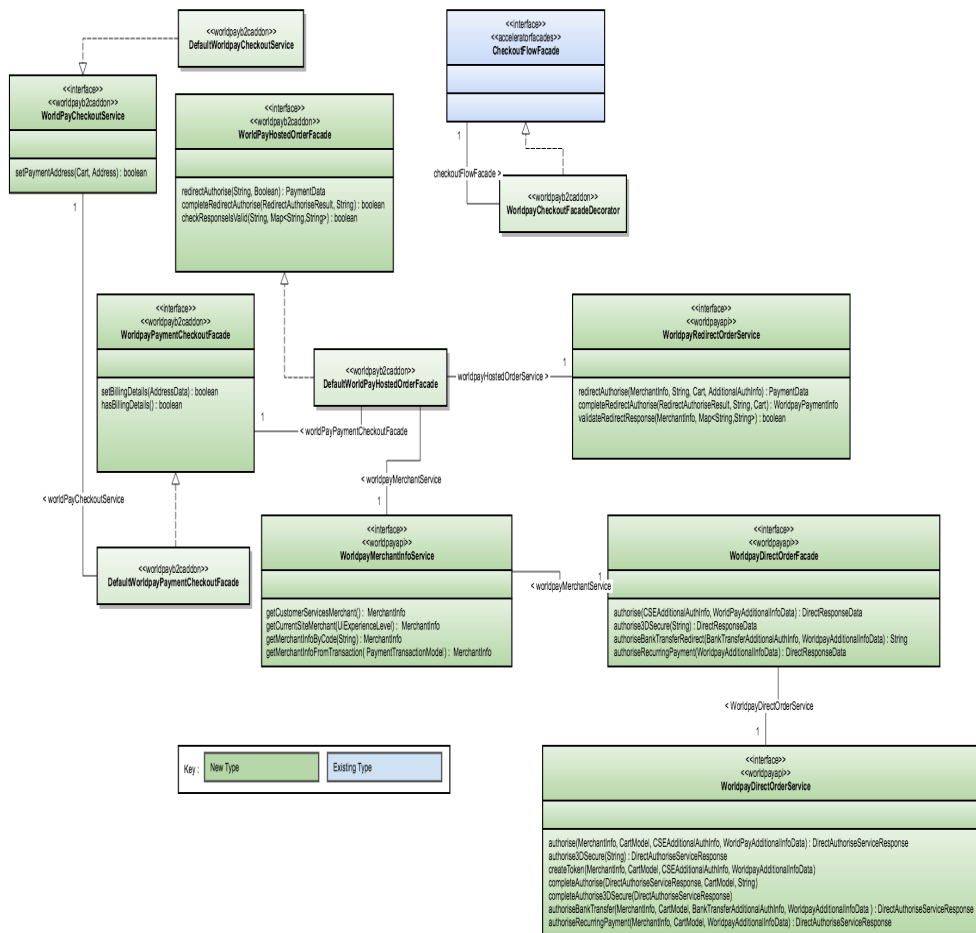 <<worldpayb2caddon>>
DefaultWorldpayCheckoutService
<<interface>>
<<acceleratorfacades>>
CheckoutFlowFacade
<<interface>>
<<worldpayb2caddon>>
WorldPayCheckoutService
setPaymentAddress(Cart, Address) : boolean
<<interface>>
<<worldpayb2caddon>>
WorldPayHostedOrderFacade
redirectAuthorise(String, Boolean) : PaymentData
completeRedirectAuthorise(RedirectAuthoriseResult, String) : boolean
checkResponseIsValid(String, Map<String,String>) : boolean
1
checkoutFlowFacade >
<<worldpayb2caddon>>
WorldpayCheckoutFacadeDecorator
1
<<interface>>
<<worldpayb2caddon>>
WorldpayPaymentCheckoutFacade
setBillingDetails(AddressData) : boolean
hasBillingDetails() : boolean
<<worldpayb2caddon>>
DefaultWorldPayHostedOrderFacade
worldpayHostedOrderService >
1
<<interface>>
<<worldpayapi>>
WorldpayRedirectOrderService
redirectAuthorise(MerchantInfo, String, Cart, AdditionalAuthInfo) : PaymentData
completeRedirectAuthorise(RedirectAuthoriseResult, String, Cart) : WorldpayPaymentInfo
validateRedirectResponse(MerchantInfo, Map<String,String>) : boolean
1
< worldPayPaymentCheckoutFacade
< worldpayMerchantService
1
< worldPayCheckoutService
1
<<worldpayb2caddon>>
DefaultWorldpayPaymentCheckoutFacade
<<interface>>
<<worldpayapi>>
WorldpayMerchantInfoService
getCustomerServicesMerchant() : MerchantInfo
getCurrentSiteMerchant(UiExperienceLevel) : MerchantInfo
getMerchantInfoByCode(String) : MerchantInfo
getMerchantInfoFromTransaction( PaymentTransactionModel) : MerchantInfo
1
< worldpayMerchantService
<<interface>>
<<worldpayapi>>
WorldpayDirectOrderFacade
authorise(CSEAdditionalAuthInfo, WorldPayAdditionalInfoData) : DirectResponseData
authorise3DSecure(String) : DirectResponseData
authoriseBankTransferRedirect(BankTransferAdditionalAuthInfo, WorldpayAdditionalInfoData) : String
authoriseRecurringPayment(WorldpayAdditionalInfoData) : DirectResponseData
< WorldpayDirectOrderService
1
Key :
New Type
Existing Type
<<interface>>
<<worldpayapi>>
WorldpayDirectOrderService
authorise(MerchantInfo, CartModel, CSEAdditionalAuthInfo, WorldPayAdditionalInfoData) : DirectAuthoriseServiceResponse
authorise3DSecure(String) : DirectAuthoriseServiceResponse
createToken(MerchantInfo, CartModel, CSEAdditionalAuthInfo, WorldpayAdditionalInfoData)
completeAuthorise(DirectAuthoriseServiceResponse, CartModel, String)
completeAuthorise3DSecure(DirectAuthoriseServiceResponse)
authoriseBankTransfer(MerchantInfo, CartModel, BankTransferAdditionalAuthInfo, WorldpayAdditionalInfoData ) : DirectAuthoriseServiceResponse
authoriseRecurringPayment(MerchantInfo, CartModel, WorldpayAdditionalInfoData) : DirectAuthoriseServiceResponse